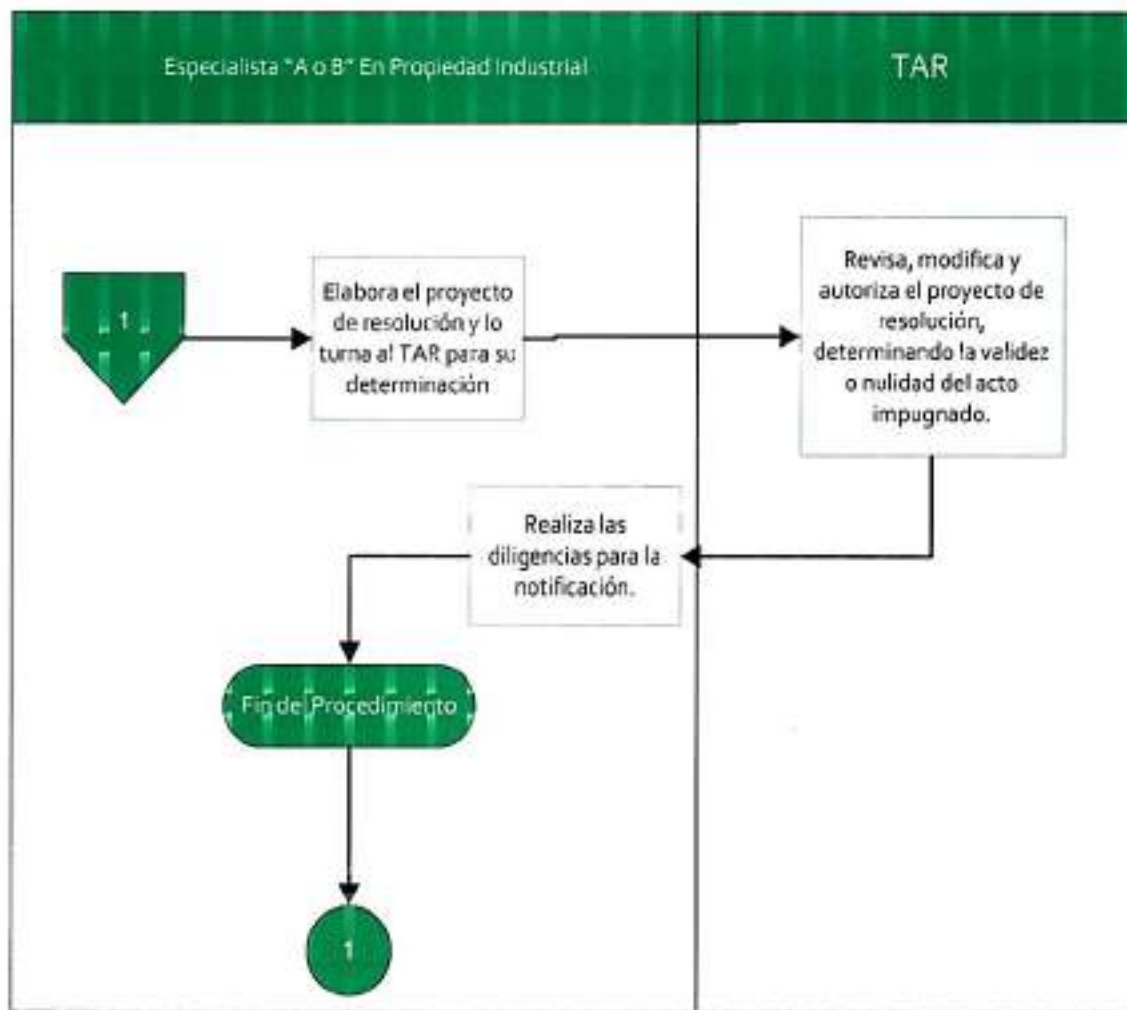 Especialista "A o B" En Propiedad Industrial
TAR
1
Elabora el proyecto
de resolución y lo
turna al TAR para su
determinación
Revisa, modifica y
autoriza el proyecto de
resolución,
determinando la validez
o nulidad del acto
impugnado.
Realiza las
diligencias para la
notificación.
Fin del Procedimiento
1